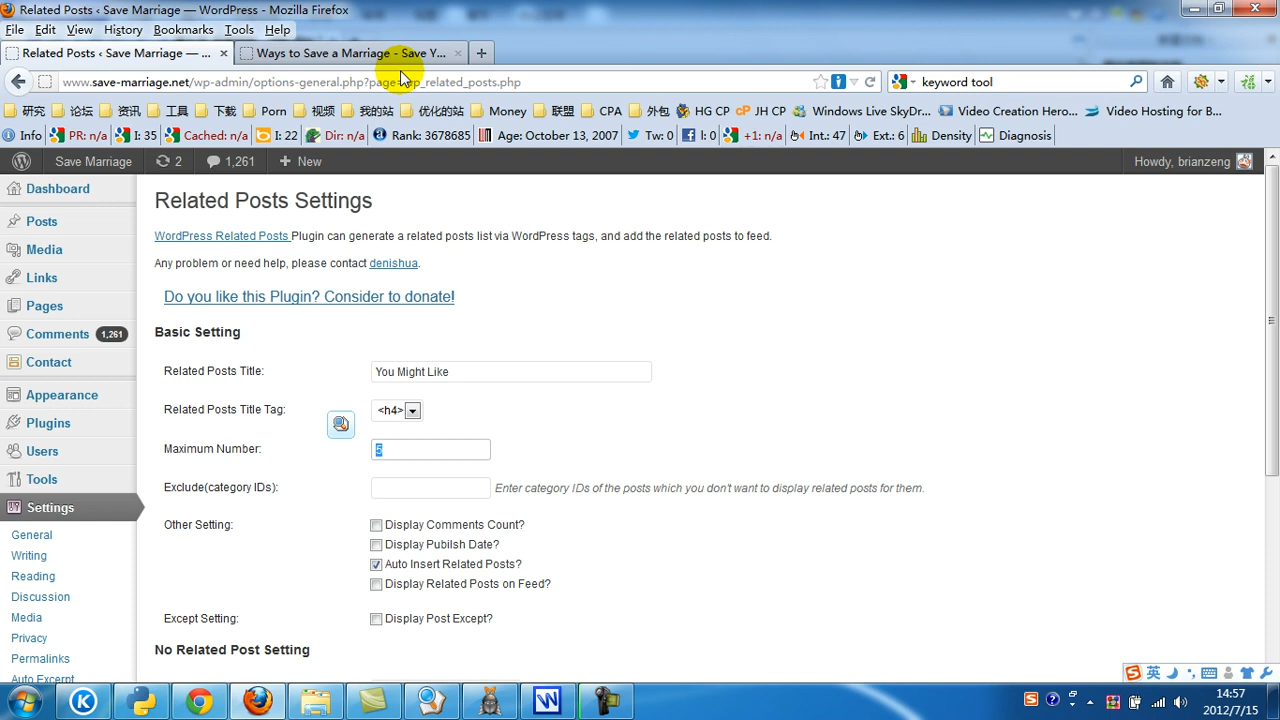 Related Posts ‹ Save Marriage — WordPress - Mozilla Firefox
File Edit View History Bookmarks Tools Help
Related Posts ‹ Save Marriage — ... Ways to Save a Marriage - Save Y...
www.save-marriage.net/wp-admin/options-general.php?page=wp_related_posts.php keyword tool
研究 论坛 资讯 工具 下载 Porn 视频 我的站 优化的站 Money 联盟 CPA 外包 HG CP JH CP Windows Live SkyDr... Video Creation Hero... Video Hosting for B...
Info PR: n/a I: 35 Cached: n/a I: 22 Dir: n/a Rank: 3678685 Age: October 13, 2007 Tw: 0 l: 0 +1: n/a Int.: 47 Ext.: 6 Density Diagnosis
Save Marriage 2 1,261 New Howdy, brianzeng
Dashboard
Posts
Media
Links
Pages
Comments 1,261
Contact
Appearance
Plugins
Users
Tools
Settings
General
Writing
Reading
Discussion
Media
Privacy
Permalinks
Auto Excerpt
Related Posts Settings
WordPress Related Posts Plugin can generate a related posts list via WordPress tags, and add the related posts to feed.
Any problem or need help, please contact denishua.
Do you like this Plugin? Consider to donate!
Basic Setting
Related Posts Title: You Might Like
Related Posts Title Tag: <h4>
Maximum Number: 5
Exclude(category IDs): Enter category IDs of the posts which you don't want to display related posts for them.
Other Setting: Display Comments Count?
Display Publish Date?
Auto Insert Related Posts?
Display Related Posts on Feed?
Except Setting: Display Post Except?
No Related Post Setting
英
14:57
2012/7/15